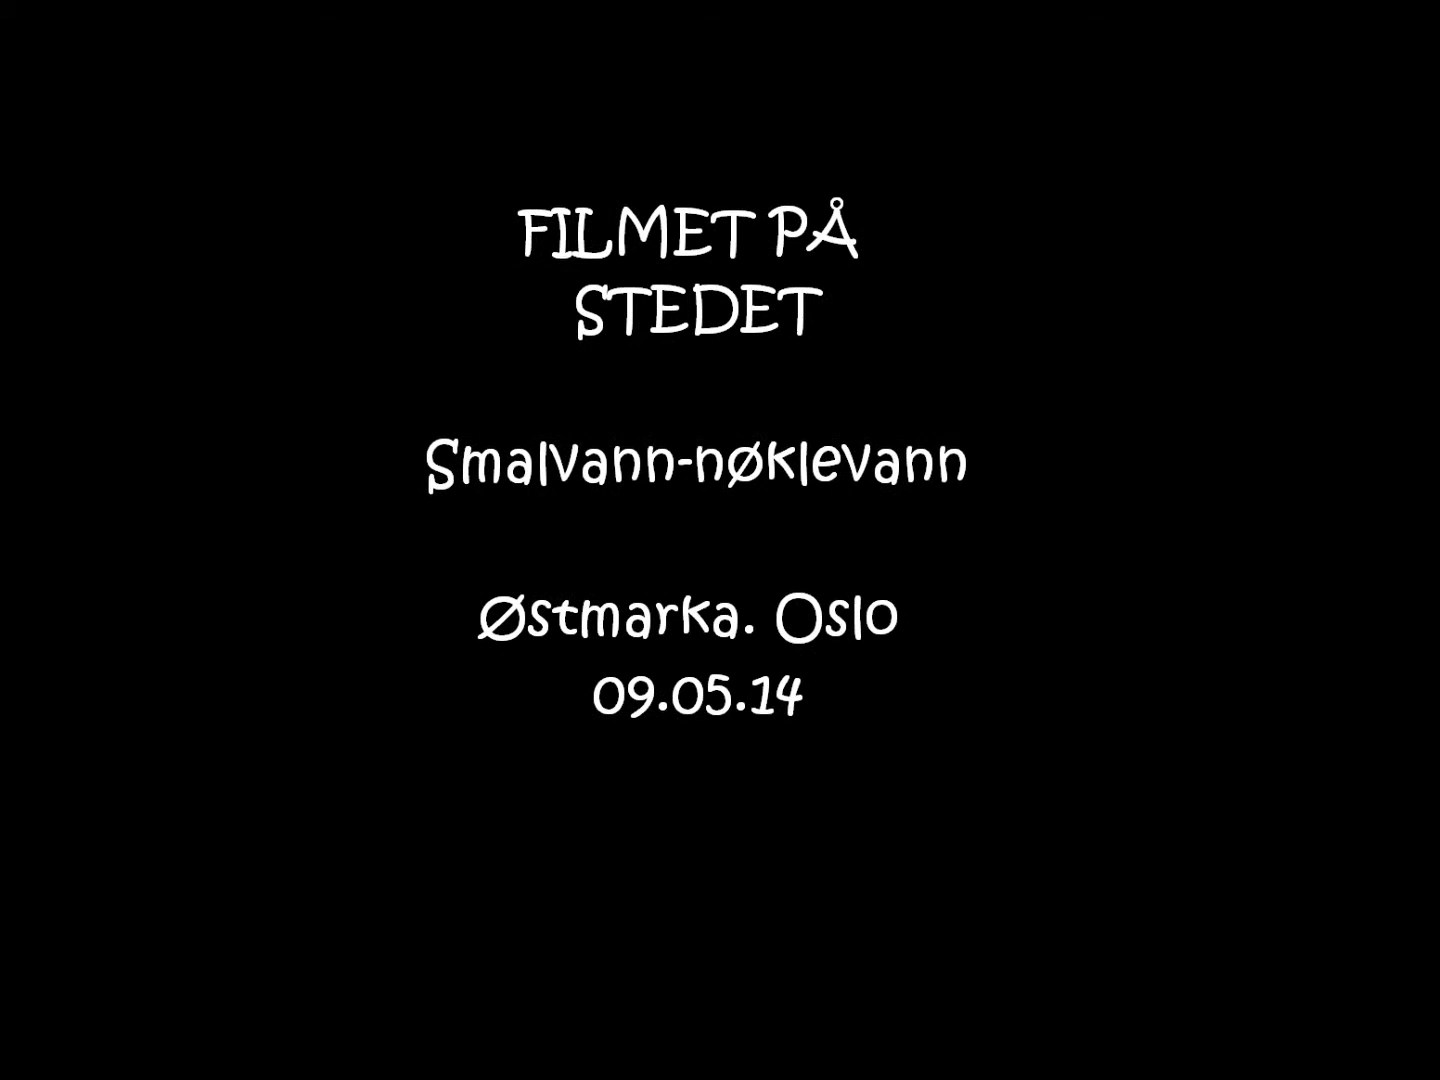 FILMET PÅ
STEDET
Smalvann-nøklevann
Østmarka. Oslo
09.05.14